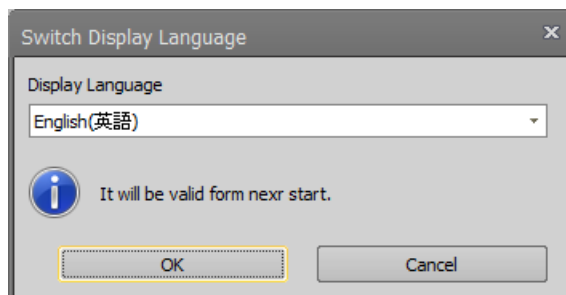 Switch Display Language
Display Language
English(英語)
It will be valid form nexr start.
OK
Cancel